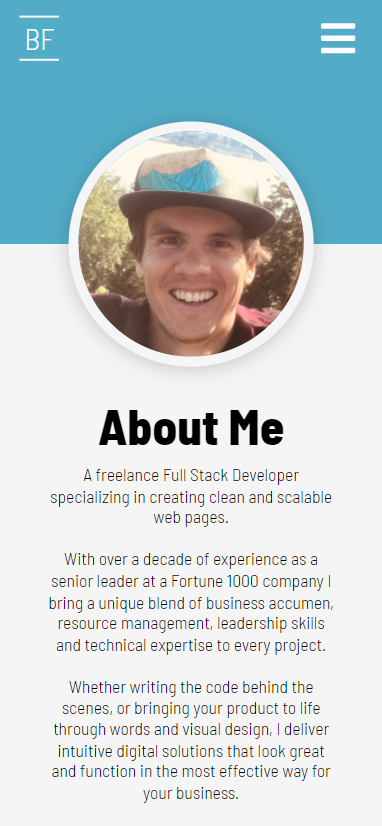 BF
About Me
A freelance Full Stack Developer
specializing in creating clean and scalable
web pages.
With over a decade of experience as a
senior leader at a Fortune 1000 company I
bring a unique blend of business accumen,
resource management, leadership skills
and technical expertise to every project.
Whether writing the code behind the
scenes, or bringing your product to life
through words and visual design, I deliver
intuitive digital solutions that look great
and function in the most effective way for
your business.